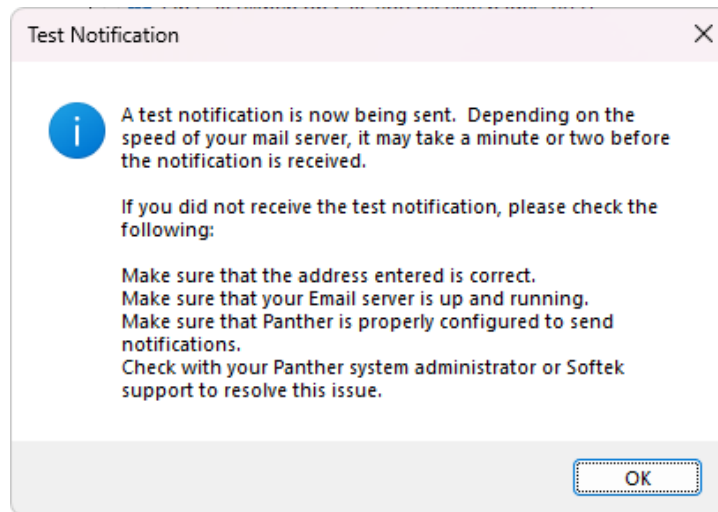 Test Notification
A test notification is now being sent.  Depending on the
speed of your mail server, it may take a minute or two before
the notification is received.
If you did not receive the test notification, please check the
following:
Make sure that the address entered is correct.
Make sure that your Email server is up and running.
Make sure that Panther is properly configured to send
notifications.
Check with your Panther system administrator or Softek
support to resolve this issue.
OK